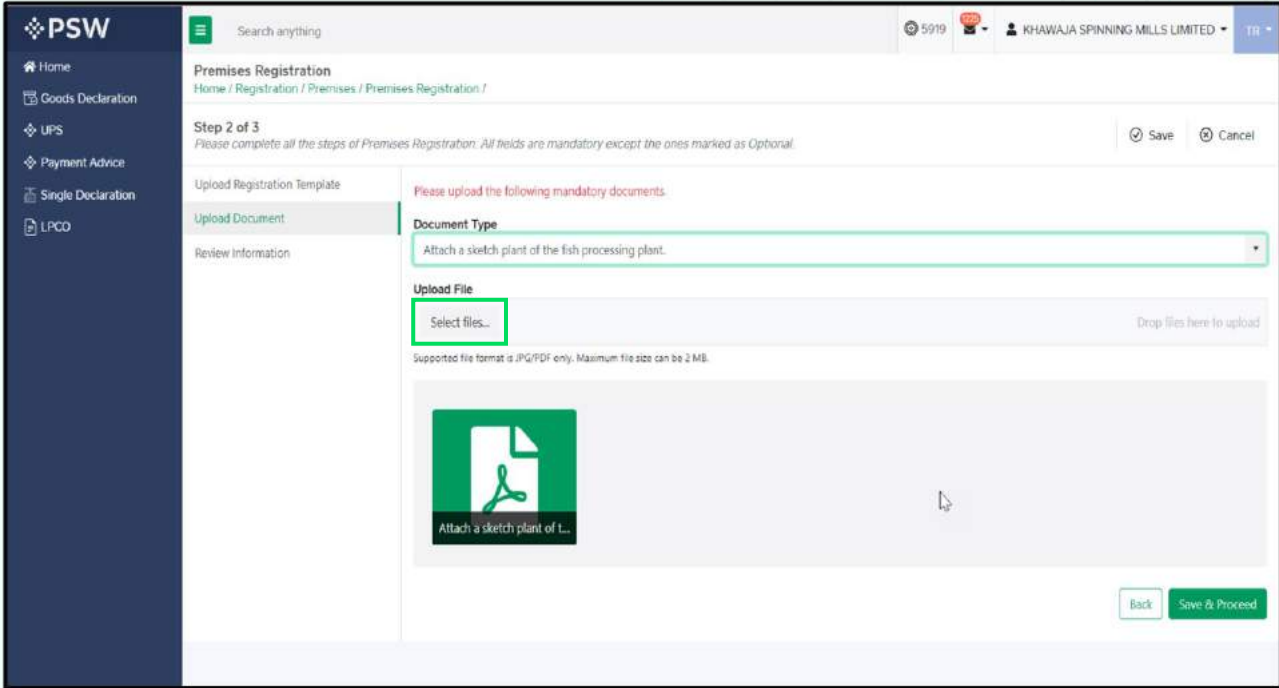 PSW
Search anything
5919
1225
KHAWAJA SPINNING MILLS LIMITED
TR
Home
Goods Declaration
UPS
Payment Advice
Single Declaration
LPCO
Premises Registration
Home / Registration / Premises / Premises Registration /
Step 2 of 3
Please complete all the steps of Premises Registration. All fields are mandatory except the ones marked as Optional.
Save
Cancel
Upload Registration Template
Upload Document
Review Information
Please upload the following mandatory documents.
Document Type
Attach a sketch plant of the fish processing plant.
Upload File
Select files...
Drop files here to upload
Supported file format is JPG/PDF only. Maximum file size can be 2 MB.
Attach a sketch plant of t...
Back
Save & Proceed